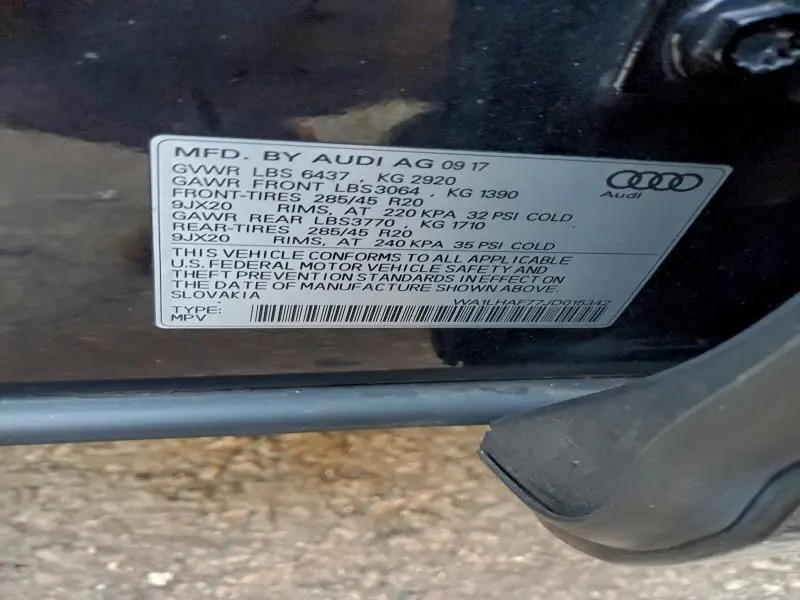 MFD. BY AUDI AG 09 17
GVWR LBS 6437 , KG 2920
GAWR FRONT LBS3064 , KG 1390
FRONT-TIRES 285/45 R20
9JX20 RIMS, AT 220 KPA 32 PSI COLD
GAWR REAR LBS3770 KG 1710
REAR-TIRES 285/45 R20
9JX20 RIMS, AT 240 KPA 35 PSI COLD
Audi
THIS VEHICLE CONFORMS TO ALL APPLICABLE
U.S. FEDERAL MOTOR VEHICLE SAFETY AND
THEFT PREVENTION STANDARDS IN EFFECT ON
THE DATE OF MANUFACTURE SHOWN ABOVE.
SLOVAKIA
WA1LHAF77JD015342
TYPE:
MPV